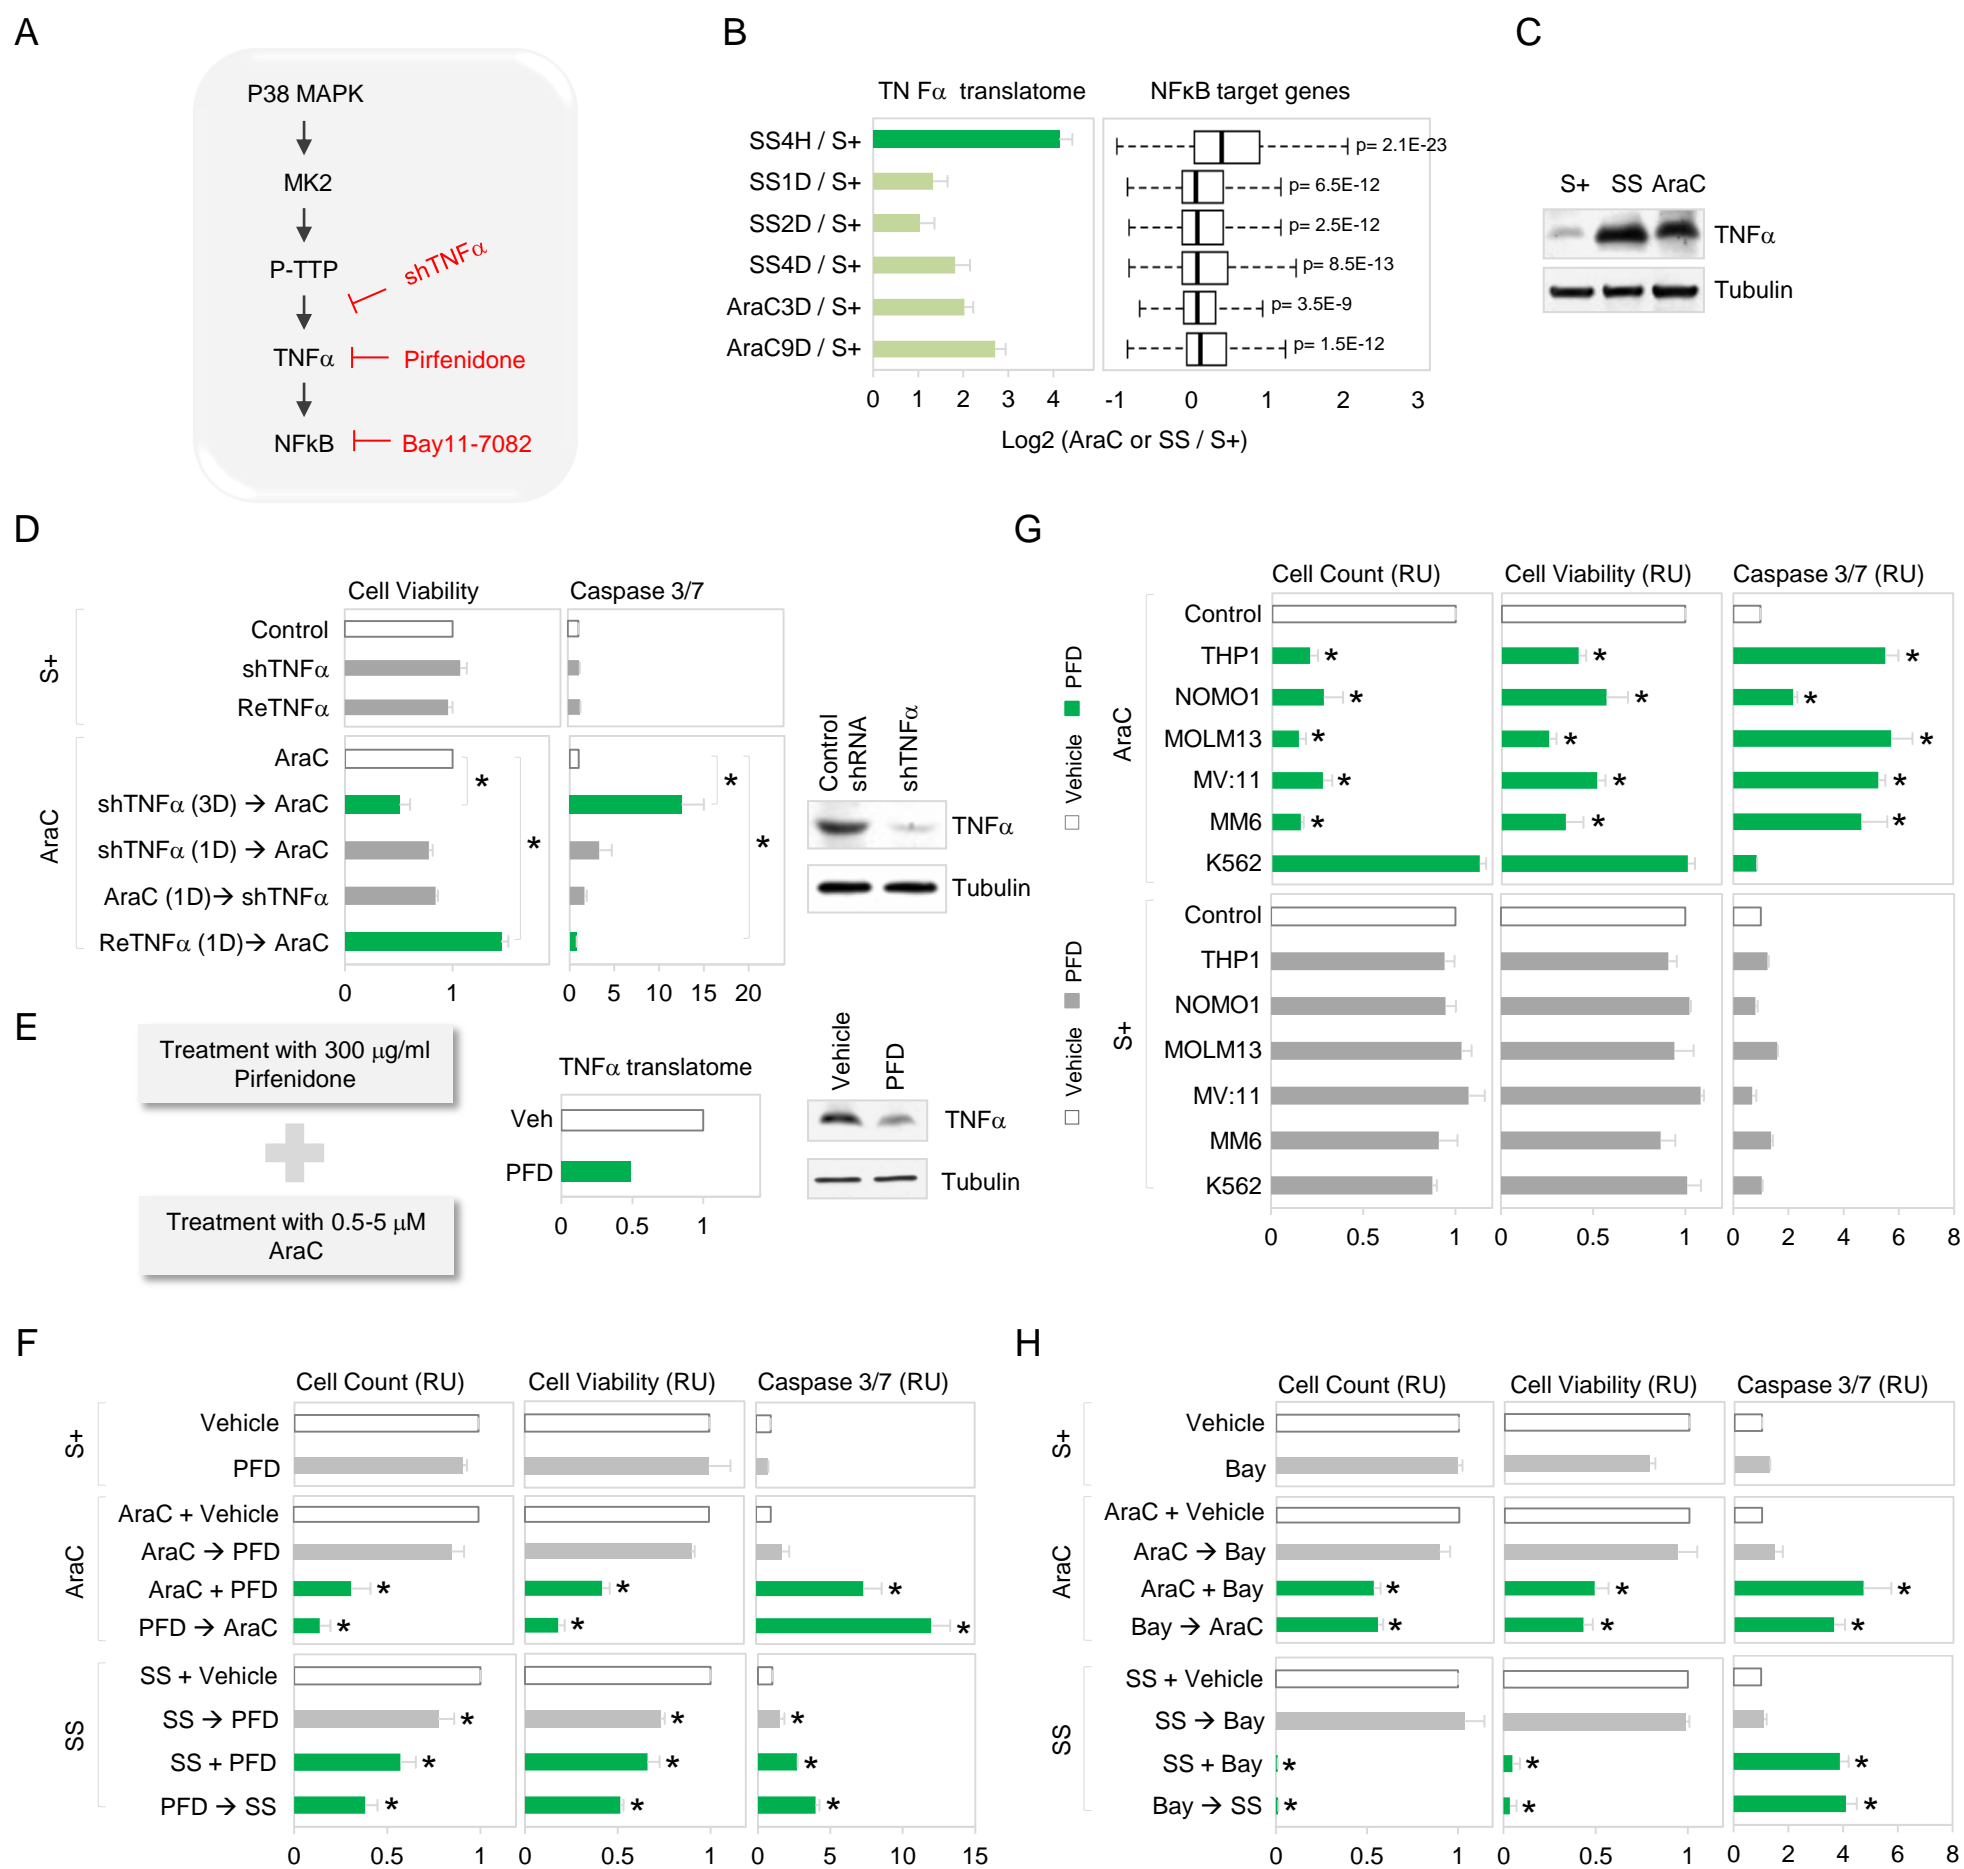 A
P38 MAPK
MK2
P-TTP
shTNFα
TNFα
Pirfenidone
NFkB
Bay11-7082
B
TN Fα translatome
NFκB target genes
SS4H / S+
p= 2.1E-23
SS1D / S+
p= 6.5E-12
SS2D / S+
p= 2.5E-12
SS4D / S+
p= 8.5E-13
AraC3D / S+
p= 3.5E-9
AraC9D / S+
p= 1.5E-12
0 1 2 3 4
-1 0 1 2 3
Log2 (AraC or SS / S+)
C
S+ SS AraC
TNFα
Tubulin
D
Cell Viability
Caspase 3/7
S+
Control
shTNFα
ReTNFα
AraC
AraC
*
*
shTNFα (3D) → AraC
shTNFα (1D) → AraC
*
*
AraC (1D)→ shTNFα
ReTNFα (1D)→ AraC
0 1
0 5 10 15 20
Control
shRNA
shTNFα
TNFα
Tubulin
E
Treatment with 300 μg/ml
Pirfenidone
Treatment with 0.5-5 μM
AraC
TNFα translatome
Veh
PFD
0 0.5 1
Vehicle
PFD
TNFα
Tubulin
F
Cell Count (RU)
Cell Viability (RU)
Caspase 3/7 (RU)
S+
Vehicle
PFD
AraC
AraC + Vehicle
AraC → PFD
AraC + PFD * * *
PFD → AraC * * *
SS
SS + Vehicle
SS → PFD * * *
SS + PFD * * *
PFD → SS * * *
0 0.5 1
0 0.5 1
0 5 10 15
G
Cell Count (RU)
Cell Viability (RU)
Caspase 3/7 (RU)
Vehicle PFD
AraC
Control
THP1 * * *
NOMO1 * * *
MOLM13 * * *
MV:11 * * *
MM6 * * *
K562
Vehicle PFD
S+
Control
THP1
NOMO1
MOLM13
MV:11
MM6
K562
0 0.5 1
0 0.5 1
0 2 4 6 8
H
Cell Count (RU)
Cell Viability (RU)
Caspase 3/7 (RU)
S+
Vehicle
Bay
AraC
AraC + Vehicle
AraC → Bay
AraC + Bay * * *
Bay → AraC * * *
SS
SS + Vehicle
SS → Bay
SS + Bay * * *
Bay → SS * * *
0 0.5 1
0 0.5 1
0 2 4 6 8